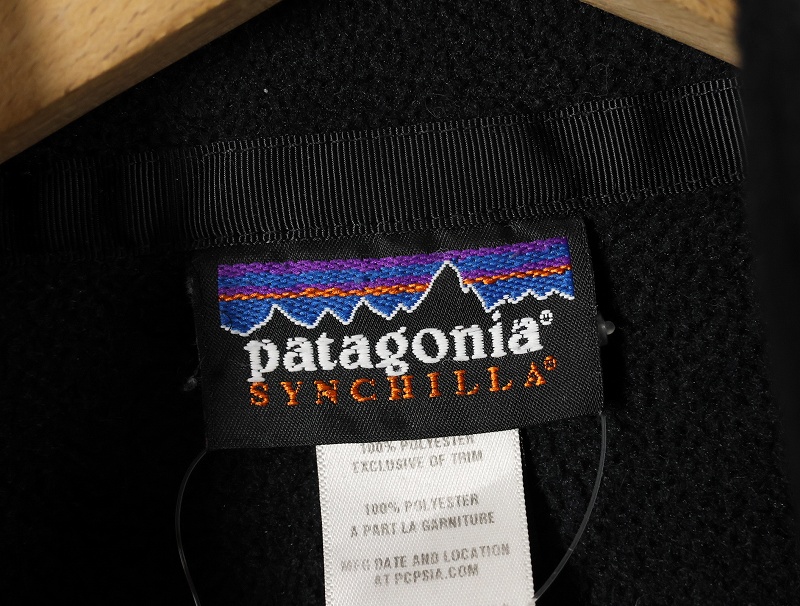 patagonia®
SYNCHILLA®
100% POLYESTER
EXCLUSIVE OF TRIM
100% POLYESTER
A PART LA GARNITURE
MFG DATE AND LOCATION
AT PCPSIA.COM